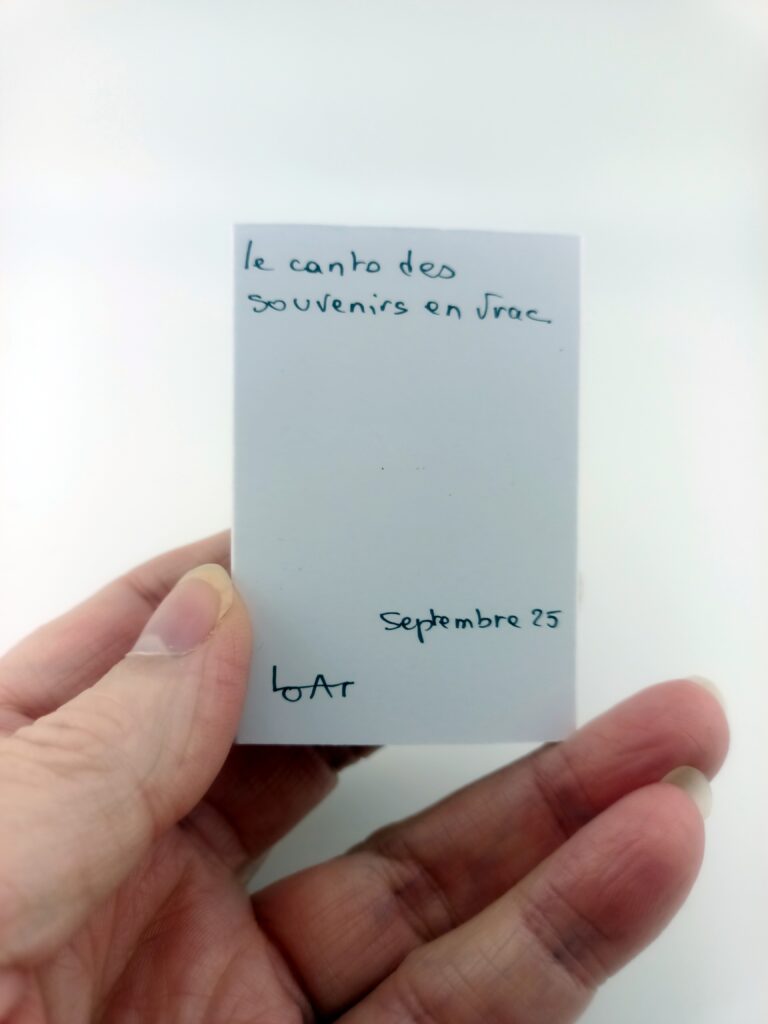 le canto des
souvenirs en vrac
Septembre 25
LoAr